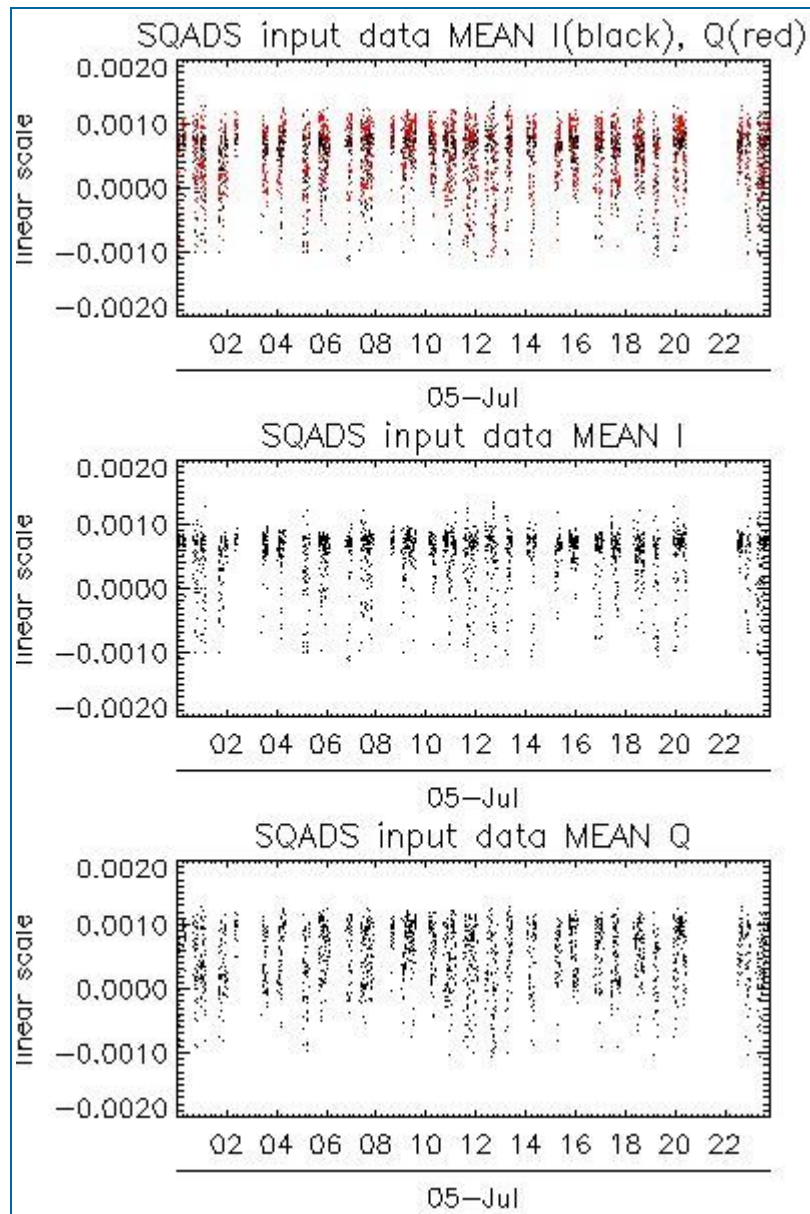 SQADS input data MEAN I(black), Q(red)
0.0020
0.0010
0.0000
−0.0010
−0.0020
linear scale
02 04 06 08 10 12 14 16 18 20 22
05−Jul
SQADS input data MEAN I
0.0020
0.0010
0.0000
−0.0010
−0.0020
linear scale
02 04 06 08 10 12 14 16 18 20 22
05−Jul
SQADS input data MEAN Q
0.0020
0.0010
0.0000
−0.0010
−0.0020
linear scale
02 04 06 08 10 12 14 16 18 20 22
05−Jul